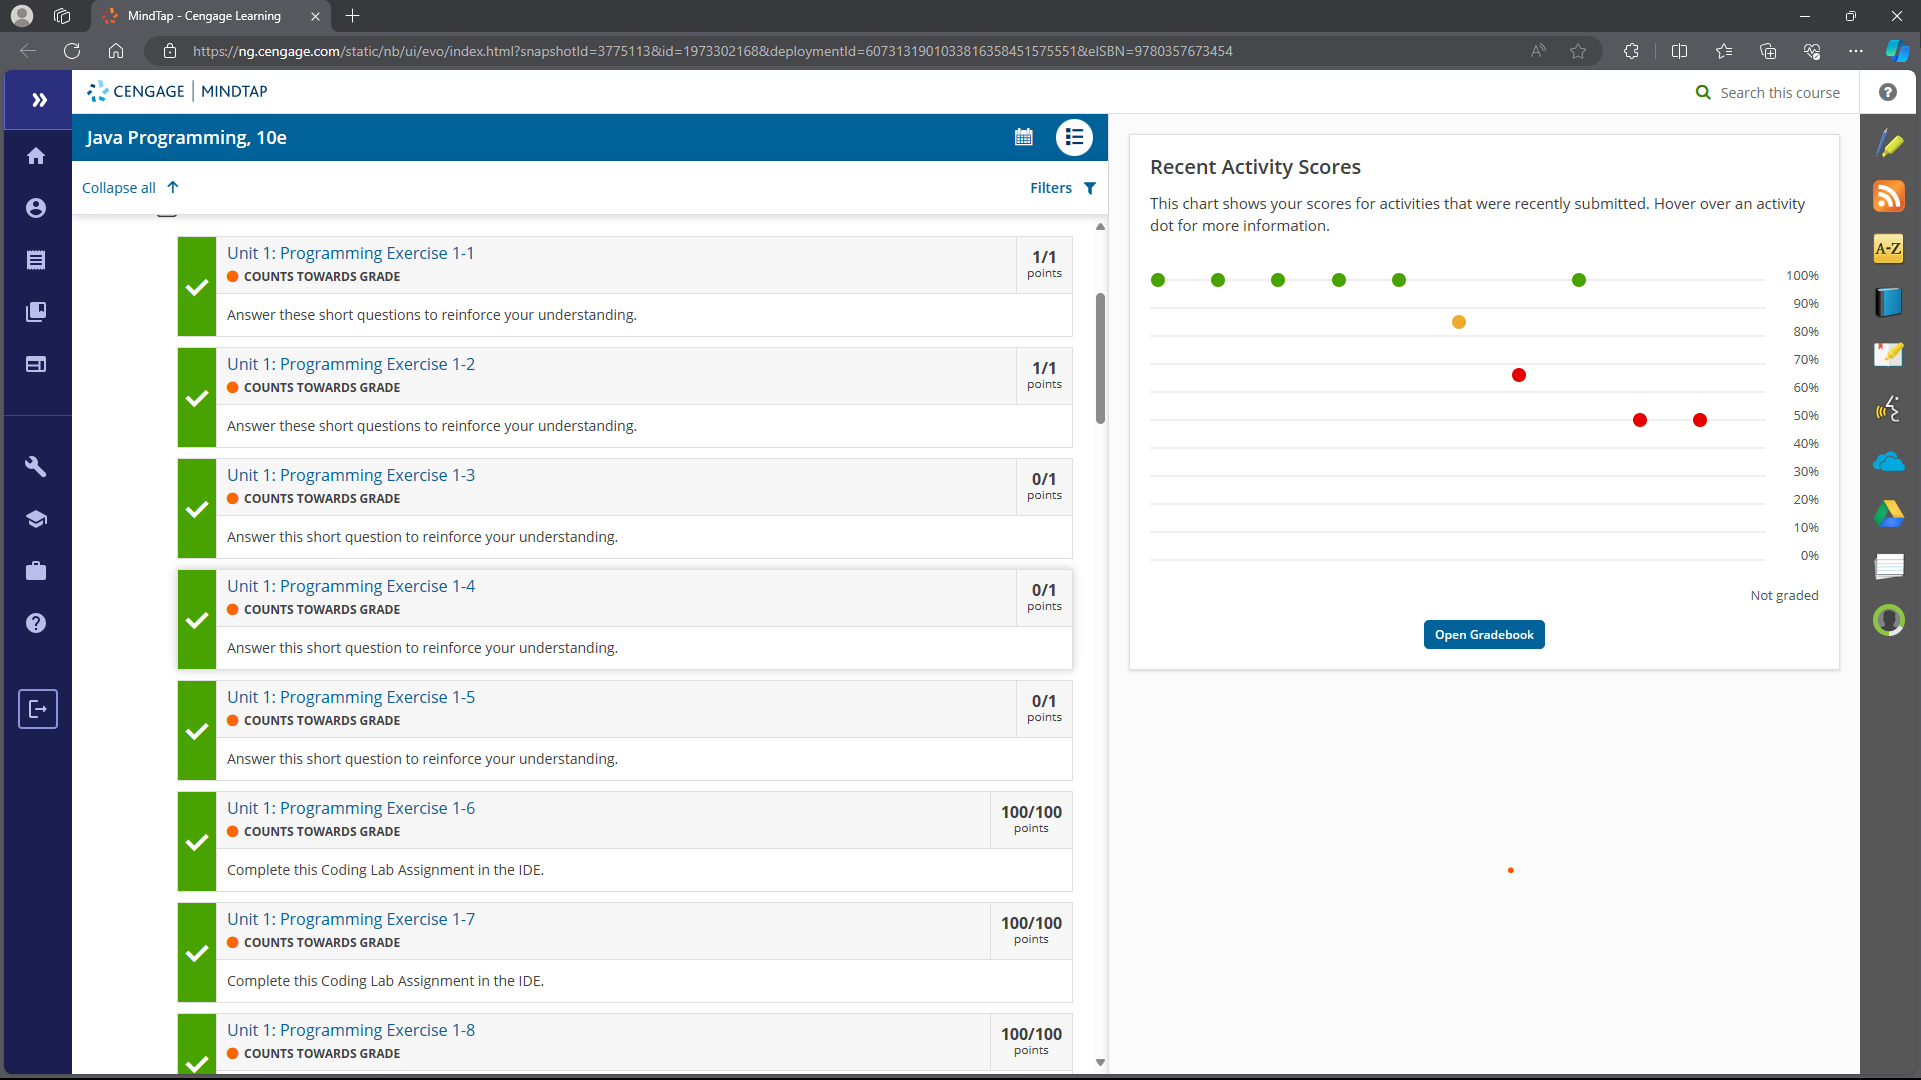 MindTap - Cengage Learning
https://ng.cengage.com/static/nb/ui/evo/index.html?snapshotId=3775113&id=1973302168&deploymentId=6073131901033816358451575551&eISBN=9780357673454
CENGAGE | MINDTAP
Search this course
Java Programming, 10e
Collapse all
Filters
Unit 1: Programming Exercise 1-1
COUNTS TOWARDS GRADE
1/1
points
Answer these short questions to reinforce your understanding.
Unit 1: Programming Exercise 1-2
COUNTS TOWARDS GRADE
1/1
points
Answer these short questions to reinforce your understanding.
Unit 1: Programming Exercise 1-3
COUNTS TOWARDS GRADE
0/1
points
Answer this short question to reinforce your understanding.
Unit 1: Programming Exercise 1-4
COUNTS TOWARDS GRADE
0/1
points
Answer this short question to reinforce your understanding.
Unit 1: Programming Exercise 1-5
COUNTS TOWARDS GRADE
0/1
points
Answer this short question to reinforce your understanding.
Unit 1: Programming Exercise 1-6
COUNTS TOWARDS GRADE
100/100
points
Complete this Coding Lab Assignment in the IDE.
Unit 1: Programming Exercise 1-7
COUNTS TOWARDS GRADE
100/100
points
Complete this Coding Lab Assignment in the IDE.
Unit 1: Programming Exercise 1-8
COUNTS TOWARDS GRADE
100/100
points
Recent Activity Scores
This chart shows your scores for activities that were recently submitted. Hover over an activity
dot for more information.
100%
90%
80%
70%
60%
50%
40%
30%
20%
10%
0%
Not graded
Open Gradebook
A-Z